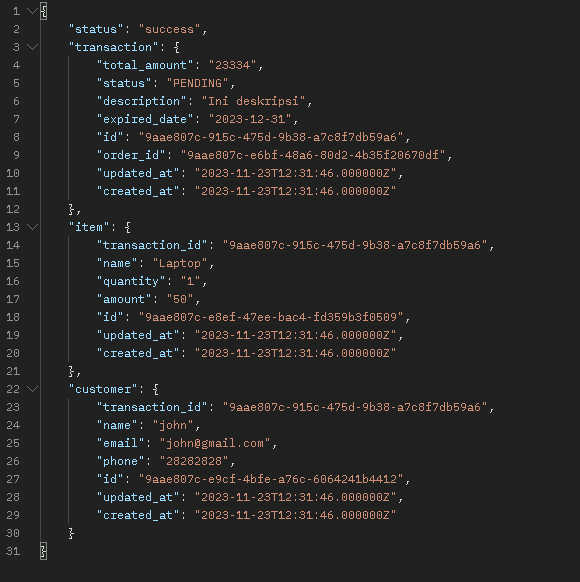 1 {
2 "status": "success",
3 "transaction": {
4 "total_amount": "23334",
5 "status": "PENDING",
6 "description": "Ini deskripsi",
7 "expired_date": "2023-12-31",
8 "id": "9aae807c-915c-475d-9b38-a7c8f7db59a6",
9 "order_id": "9aae807c-e6bf-48a6-80d2-4b35f20670df",
10 "updated_at": "2023-11-23T12:31:46.000000Z",
11 "created_at": "2023-11-23T12:31:46.000000Z"
12 },
13 "item": {
14 "transaction_id": "9aae807c-915c-475d-9b38-a7c8f7db59a6",
15 "name": "Laptop",
16 "quantity": "1",
17 "amount": "50",
18 "id": "9aae807c-e8ef-47ee-bac4-fd359b3f0509",
19 "updated_at": "2023-11-23T12:31:46.000000Z",
20 "created_at": "2023-11-23T12:31:46.000000Z"
21 },
22 "customer": {
23 "transaction_id": "9aae807c-915c-475d-9b38-a7c8f7db59a6",
24 "name": "john",
25 "email": "john@gmail.com",
26 "phone": "28282828",
27 "id": "9aae807c-e9cf-4bfe-a76c-6064241b4412",
28 "updated_at": "2023-11-23T12:31:46.000000Z",
29 "created_at": "2023-11-23T12:31:46.000000Z"
30 }
31 }